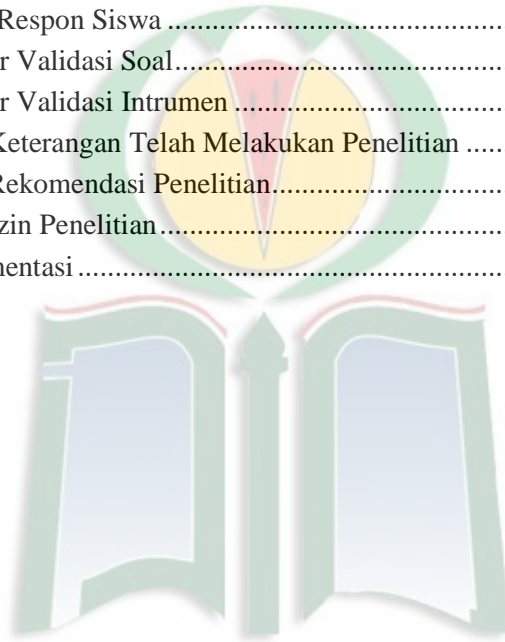 Respon Siswa ..............................................
r Validasi Soal..............................................
r Validasi Intrumen ..............................................
Keterangan Telah Melakukan Penelitian ......
Rekomendasi Penelitian..............................
zin Penelitian..............................................
nentasi ..............................................